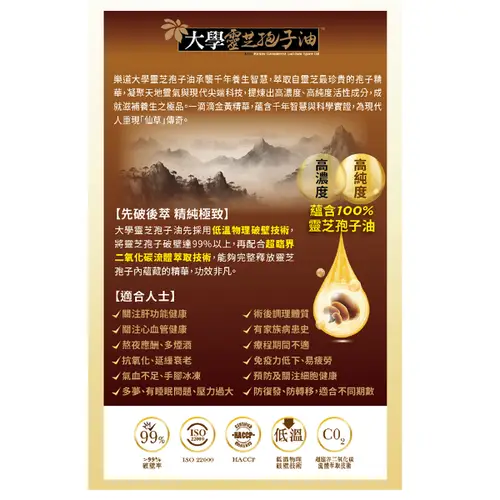 大學靈芝孢子油
樂道大學靈芝孢子油承襲千年養生智慧，萃取自靈芝最珍貴的孢子精
華，凝聚天地靈氣與現代尖端科技，提煉出高濃度、高純度活性成分，成
就滋補養生之極品。一滴滴金黃精華，蘊含千年智慧與科學實證，為現代
人重現「仙草」傳奇。
高濃度
高純度
蘊含100%
靈芝孢子油
【先破後萃 精純極致】
大學靈芝孢子油先採用低溫物理破壁技術，
將靈芝孢子破壁達99%以上，再配合超臨界
二氧化碳流體萃取技術，能夠完整釋放靈芝
孢子內蘊藏的精華，功效非凡。
【適合人士】
✓關注肝功能健康
✓關注心血管健康
✓熬夜應酬、多煙酒
✓抗氧化、延緩衰老
✓氣血不足、手腳冰凍
✓多夢、有睡眠問題、壓力過大
✓術後調理體質
✓有家族病患史
✓療程期間不適
✓免疫力低下、易疲勞
✓預防及關注細胞健康
✓防復發、防轉移，適合不同期數
99%
>99%
破壁率
ISO
22000
ISO 22000
HACCP
HACCP
低溫
低溫物理
破壁技術
CO2
超臨界二氧化碳
流體萃取技術